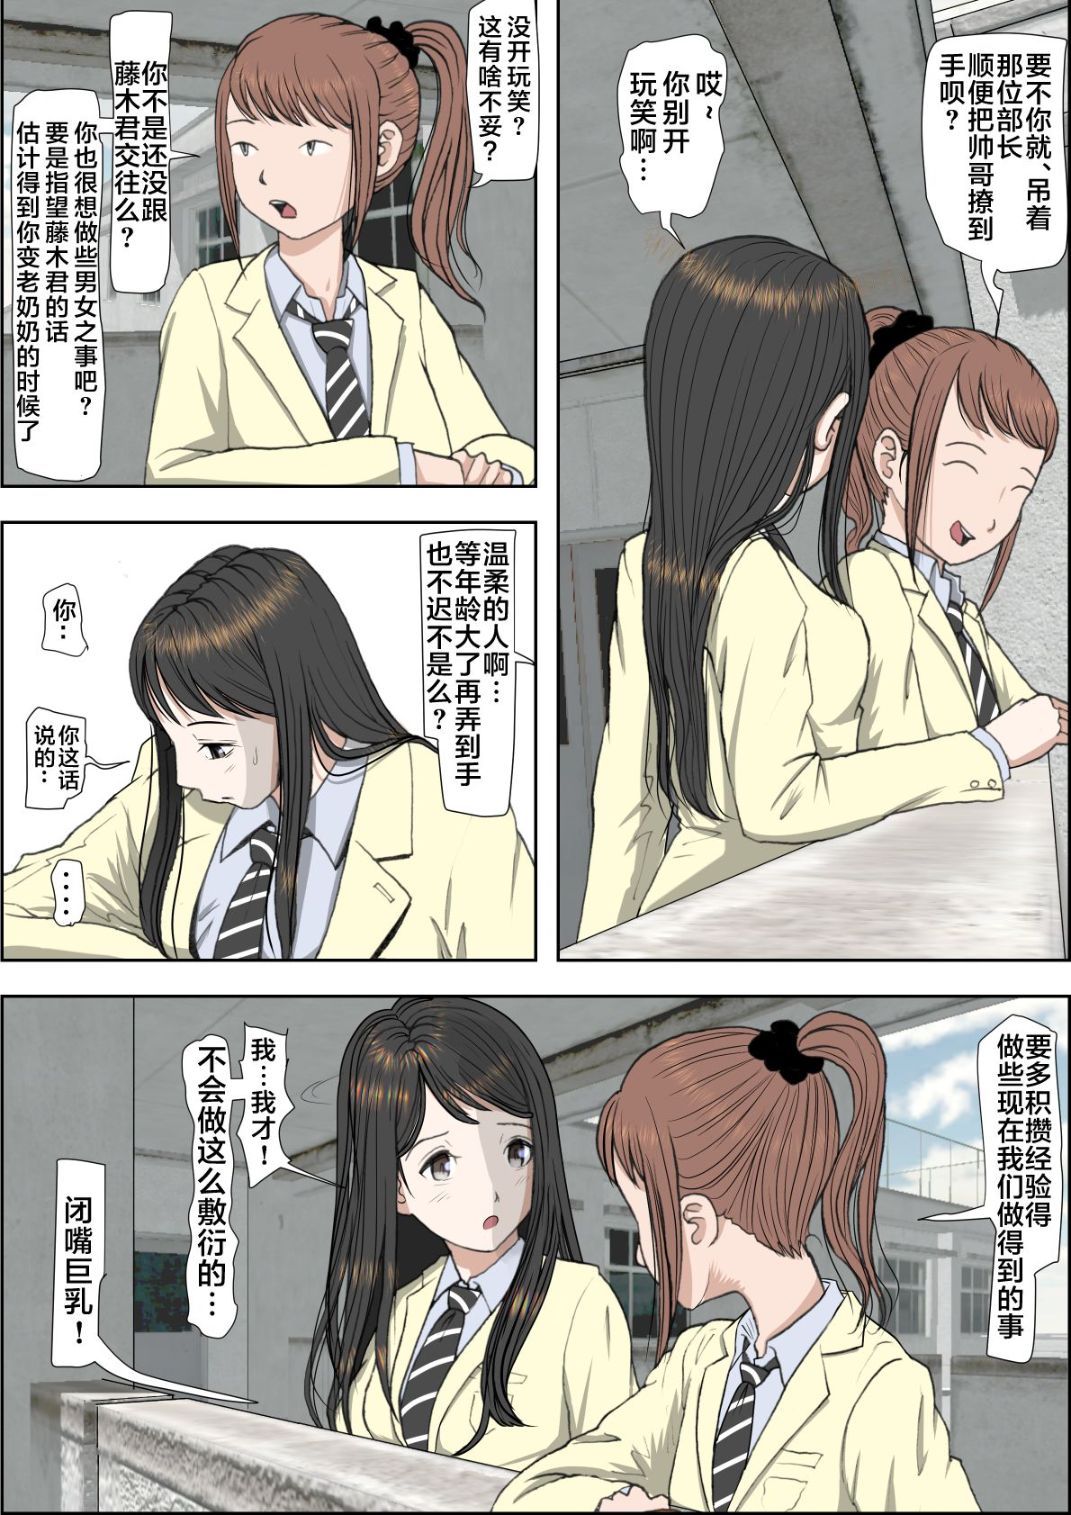 要不你就、吊着
那位部长
顺便把帅哥撩到
手呗?
哎~
你别开
玩笑啊…
没开玩笑?
这有啥不妥?
你不是还没跟
藤木君交往么?
你也很想做些男女之事吧?
要是指望藤木君的话
估计得到你变老奶奶的时候了
温柔的人啊…
等年龄大了再弄到手
也不迟不是么?
你…
你这话
说的…
····
要多积攒经验得
做些现在我们做得到的事
我…我才!
不会做这么敷衍的…
闭嘴巨乳!